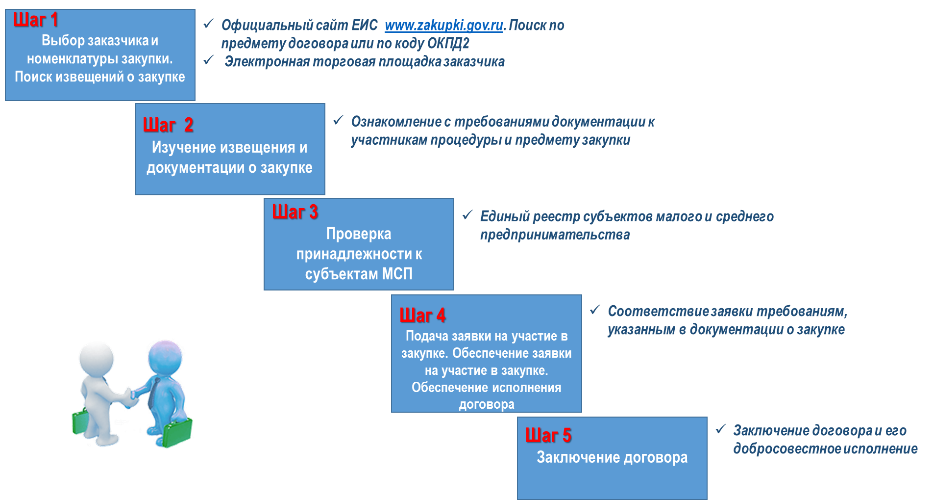 Шаг 1
Выбор заказчика и
номенклатуры закупки.
Поиск извещений о закупке
✓ Официальный сайт ЕИС www.zakupki.gov.ru. Поиск по
предмету договора или по коду ОКПД2
✓ Электронная торговая площадка заказчика
Шаг 2
Изучение извещения и
документации о закупке
✓ Ознакомление с требованиями документации к
участникам процедуры и предмету закупки
Шаг 3
Проверка
принадлежности к
субъектам МСП
✓ Единый реестр субъектов малого и среднего
предпринимательства
Шаг 4
Подача заявки на участие в
закупке. Обеспечение заявки
на участие в закупке.
Обеспечение исполнения
договора
✓ Соответствие заявки требованиям,
указанным в документации о закупке
Шаг 5
Заключение договора
✓ Заключение договора и его
добросовестное исполнение